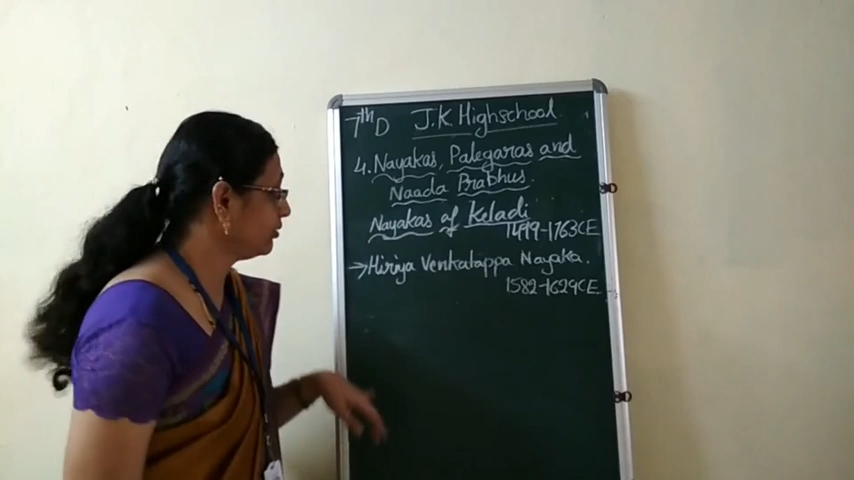 7th D J.K. Highschool
4. Nayakas, Palegaras and
Naada Prabhus.
Nayakas of Keladi
1499-1763CE
→Hiriya Venkatappa Nayaka.
1582-1629CE.